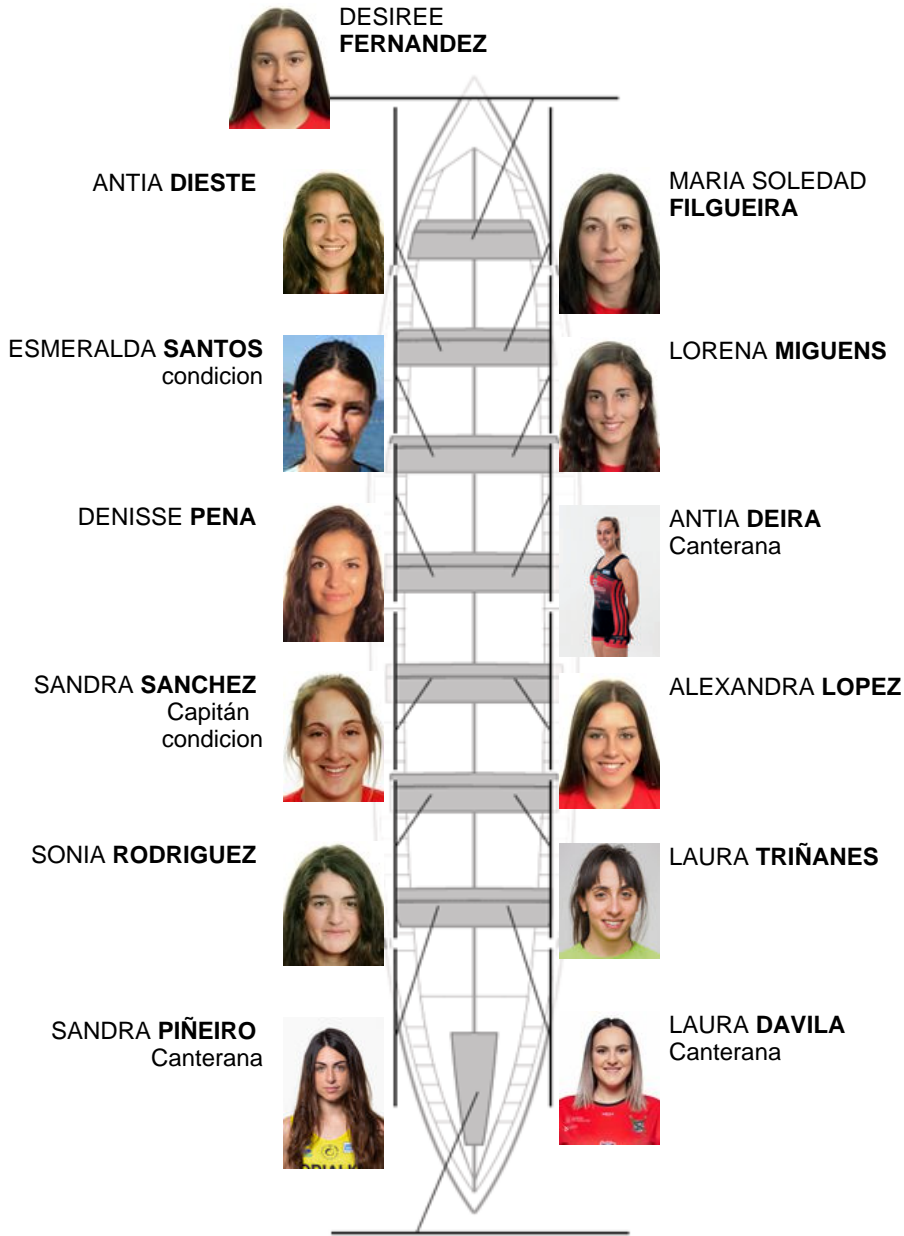 DESIREE
FERNANDEZ
ANTIA DIESTE
MARIA SOLEDAD
FILGUEIRA
ESMERALDA SANTOS
condicion
LORENA MIGUENS
DENISSE PENA
ANTIA DEIRA
Canterana
SANDRA SANCHEZ
Capitán
condicion
ALEXANDRA LOPEZ
SONIA RODRIGUEZ
LAURA TRIÑANES
SANDRA PIÑEIRO
Canterana
LAURA DAVILA
Canterana